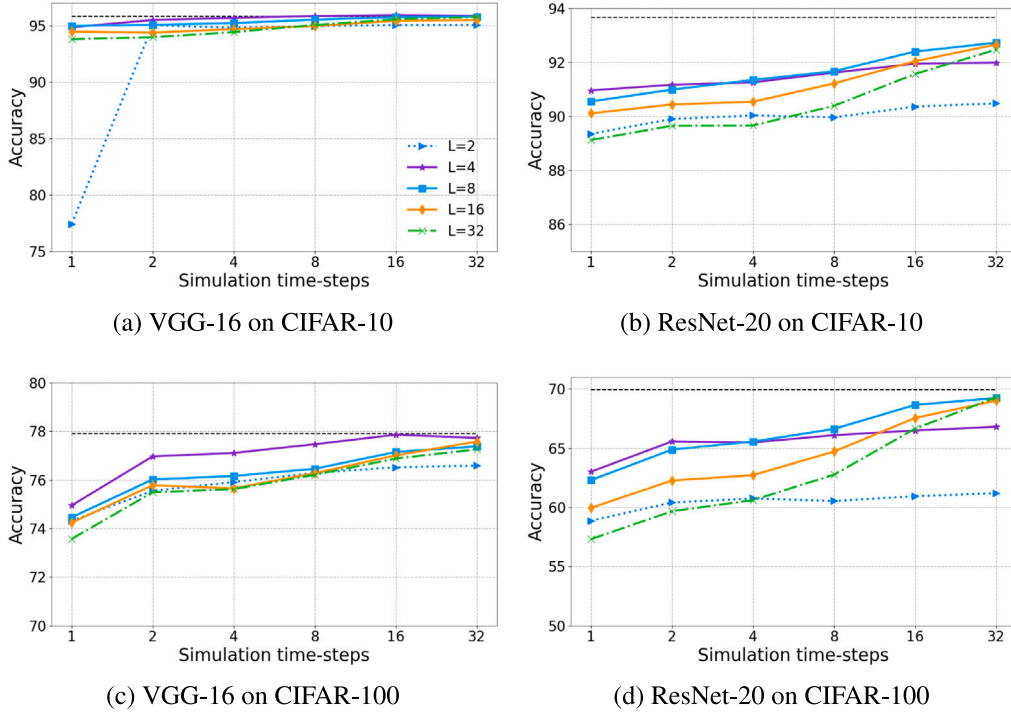 95
90
85
80
75
Accuracy
L=2
L=4
L=8
L=16
L=32
1 2 4 8 16 32
Simulation time-steps
(a) VGG-16 on CIFAR-10
94
92
90
88
86
Accuracy
1 2 4 8 16 32
Simulation time-steps
(b) ResNet-20 on CIFAR-10
80
78
76
74
72
70
Accuracy
1 2 4 8 16 32
Simulation time-steps
(c) VGG-16 on CIFAR-100
70
65
60
55
50
Accuracy
1 2 4 8 16 32
Simulation time-steps
(d) ResNet-20 on CIFAR-100